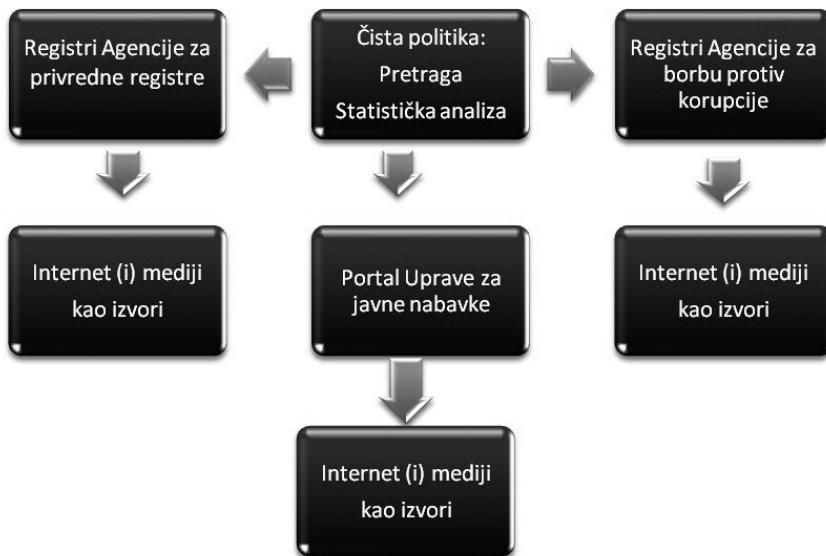 Registri Agencije za
privredne registre
Čista politika:
Pretraga
Statistička analiza
Registri Agencije za
borbu protiv
korupcije
Internet (i) mediji
kao izvori
Portal Uprave za
javne nabavke
Internet (i) mediji
kao izvori
Internet (i) mediji
kao izvori